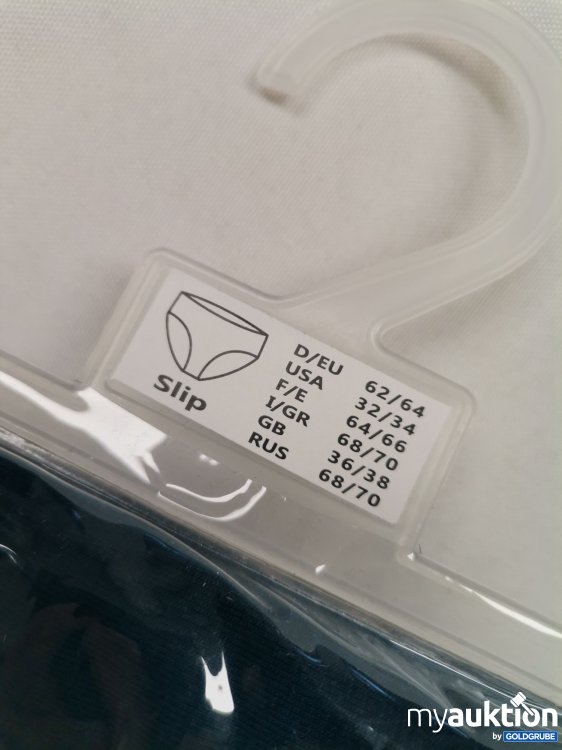 Slip
D/EU 62/64
USA 32/34
F/E 64/66
I/GR 68/70
GB 36/38
RUS 68/70
myauktion
by GOLDGRUBE